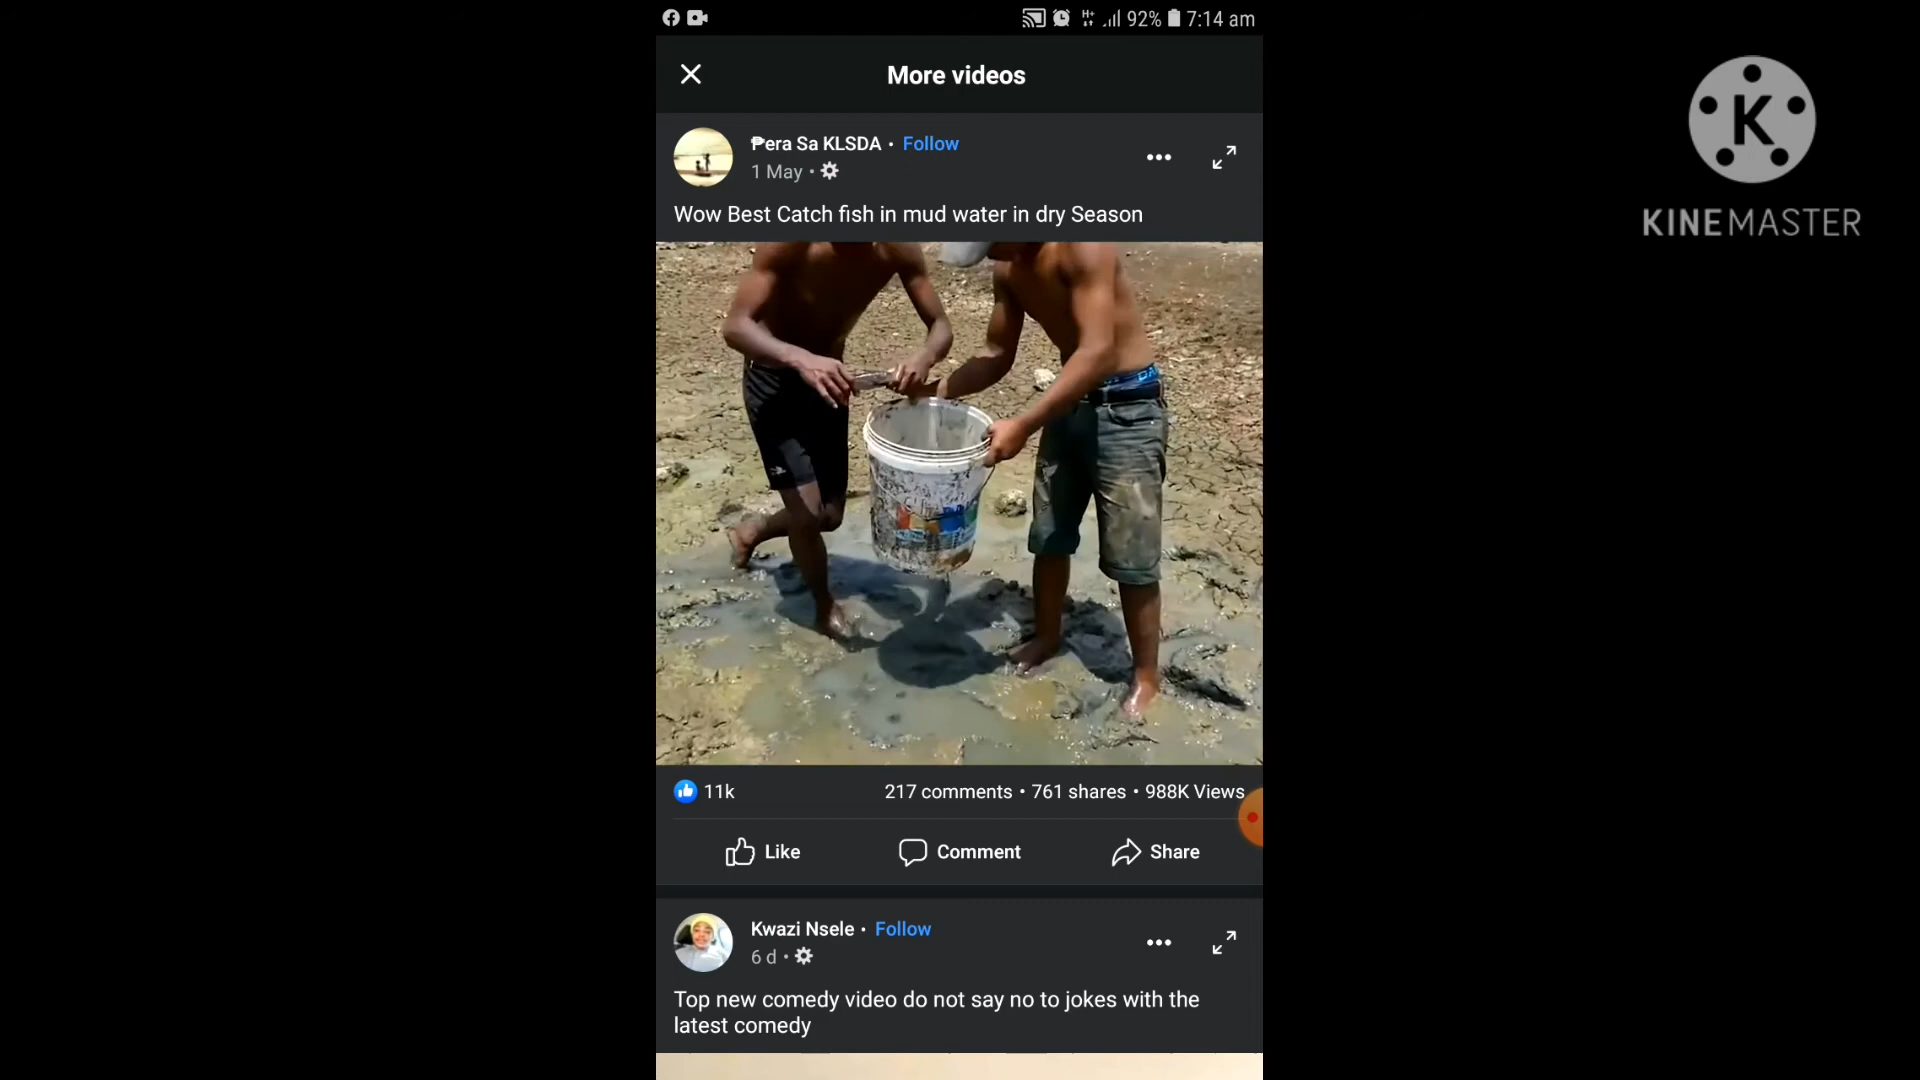 H+ 92% 7:14 am
More videos
₱era Sa KLSDA • Follow
1 May •
Wow Best Catch fish in mud water in dry Season
11k 217 comments • 761 shares • 988K Views
Like Comment Share
Kwazi Nsele • Follow
6 d •
Top new comedy video do not say no to jokes with the
latest comedy
K
KINEMASTER